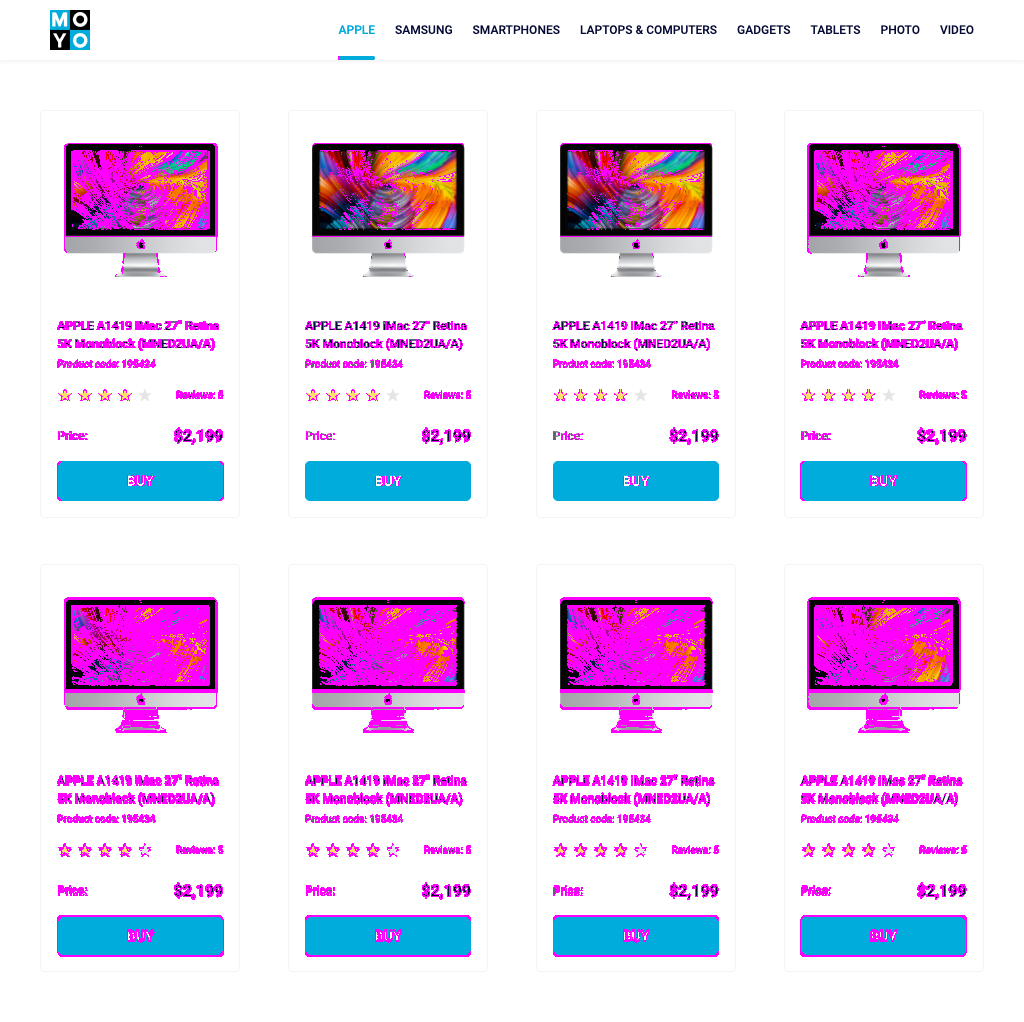 MO
YO
APPLE SAMSUNG SMARTPHONES LAPTOPS & COMPUTERS GADGETS TABLETS PHOTO VIDEO
APPLE A1419 iMac 27" Retina APPLE A1419 iMac 27" Retina APPLE A1419 iMac 27" Retina APPLE A1419 iMac 27" Retina
5K Monoblock (MNED2UA/A) 5K Monoblock (MNED2UA/A) 5K Monoblock (MNED2UA/A) 5K Monoblock (MNED2UA/A)
Product code: 195434 Product code: 195434 Product code: 195434 Product code: 195434
Reviews: 5 Reviews: 5 Reviews: 5 Reviews: 5
Price: $2,199 Price: $2,199 Price: $2,199 Price: $2,199
BUY BUY BUY BUY
APPLE A1419 iMac 27" Retina APPLE A1419 iMac 27" Retina APPLE A1419 iMac 27" Retina APPLE A1419 iMac 27" Retina
5K Monoblock (MNED2UA/A) 5K Monoblock (MNED2UA/A) 5K Monoblock (MNED2UA/A) 5K Monoblock (MNED2UA/A)
Product code: 195434 Product code: 195434 Product code: 195434 Product code: 195434
Reviews: 5 Reviews: 5 Reviews: 5 Reviews: 5
Price: $2,199 Price: $2,199 Price: $2,199 Price: $2,199
BUY BUY BUY BUY